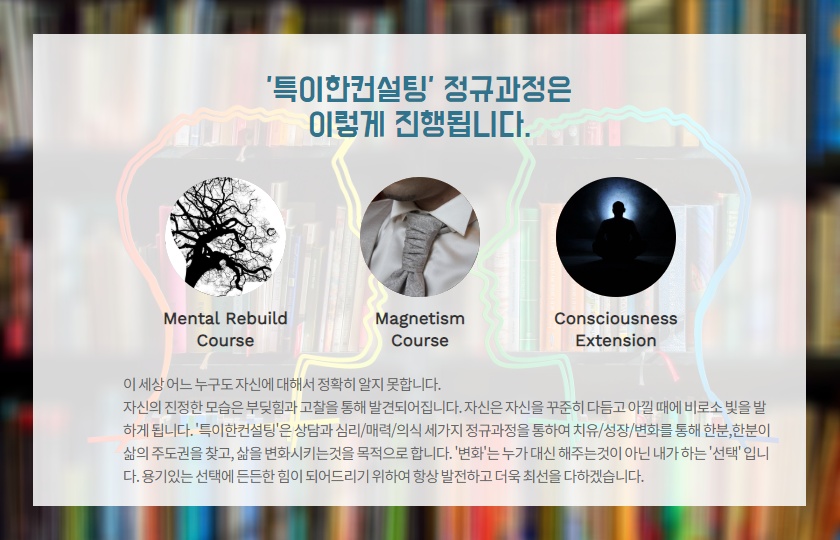 '특이한컨설팅' 정규과정은
이렇게 진행됩니다.
Mental Rebuild
Course
Magnetism
Course
Consciousness
Extension
이 세상 어느 누구도 자신에 대해서 정확히 알지 못합니다.
자신의 진정한 모습은 부딪힘과 고찰을 통해 발견되어집니다. 자신은 자신을 꾸준히 다듬고 아낄 때에 비로소 빛을 발
하게 됩니다. '특이한컨설팅'은 상담과 심리/매력/의식 세가지 정규과정을 통하여 치유/성장/변화를 통해 한분,한분이
삶의 주도권을 찾고, 삶을 변화시키는것을 목적으로 합니다. '변화'는 누가 대신 해주는것이 아닌 내가 하는 '선택' 입니
다. 용기있는 선택에 든든한 힘이 되어드리기 위하여 항상 발전하고 더욱 최선을 다하겠습니다.